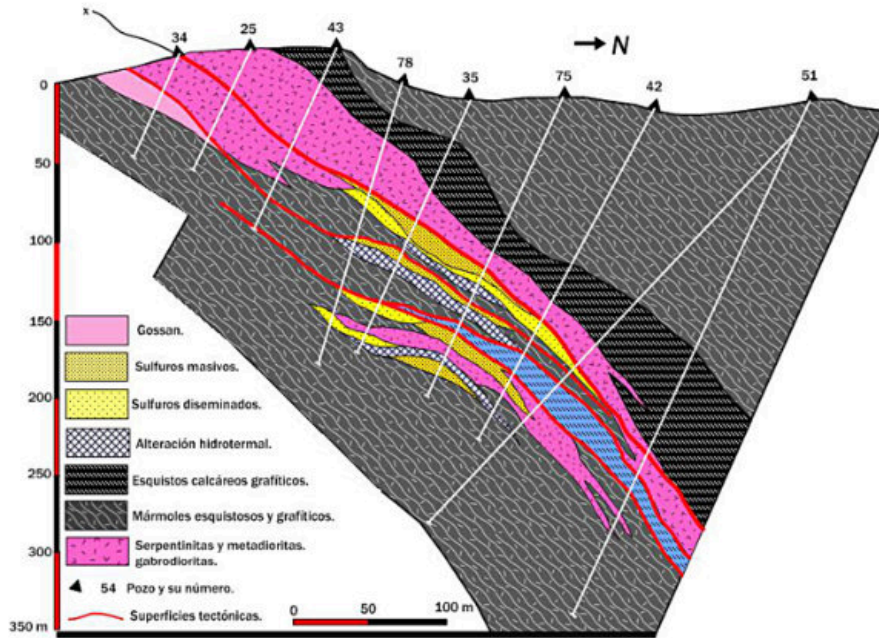 x
34
25
43
78
35
75
42
51
N
0
50
100
150
200
250
300
350 m
Gossan.
Sulfuros masivos.
Sulfuros diseminados.
Alteración hidrotermal.
Esquistos calcáreos grafíticos.
Mármoles esquistosos y grafíticos.
Serpentinitas y metadioritas.
gabrodioritas.
54 Pozo y su número.
Superficies tectónicas.
0 50 100 m